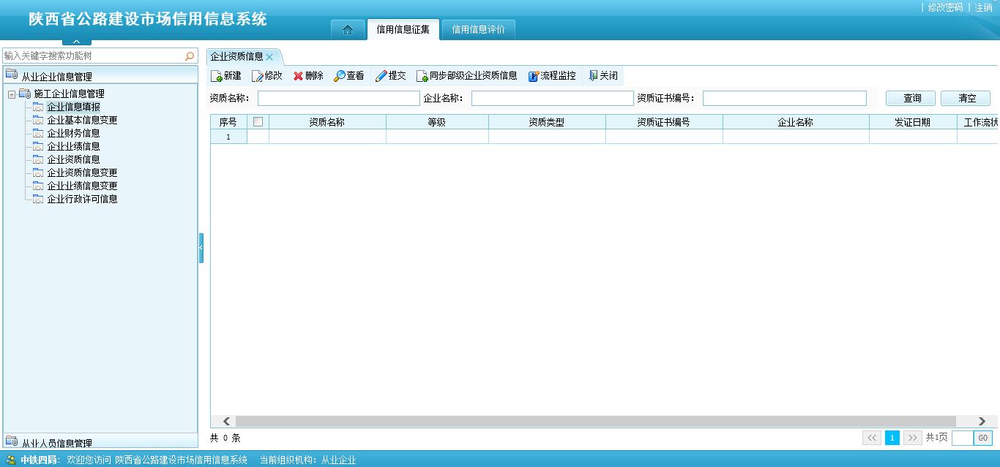 陕西省公路建设市场信用信息系统
| 修改密码 | 注销
信用信息征集 信用信息评价
输入关键字搜索功能树
从业企业信息管理
施工企业信息管理
企业信息填报
企业基本信息变更
企业财务信息
企业业绩信息
企业资质信息
企业资质信息变更
企业业绩信息变更
企业行政许可信息
从业人员信息管理
企业资质信息
新建 修改 删除 查看 提交 同步部级企业资质信息 流程监控 关闭
资质名称: 企业名称: 资质证书编号: 查询 清空
序号 资质名称 等级 资质类型 资质证书编号 企业名称 发证日期 工作流状
1
共 0 条
<< 1 >> 共1页 GO
中铁四局: 欢迎您访问 陕西省公路建设市场信用信息系统 当前组织机构: 从业企业